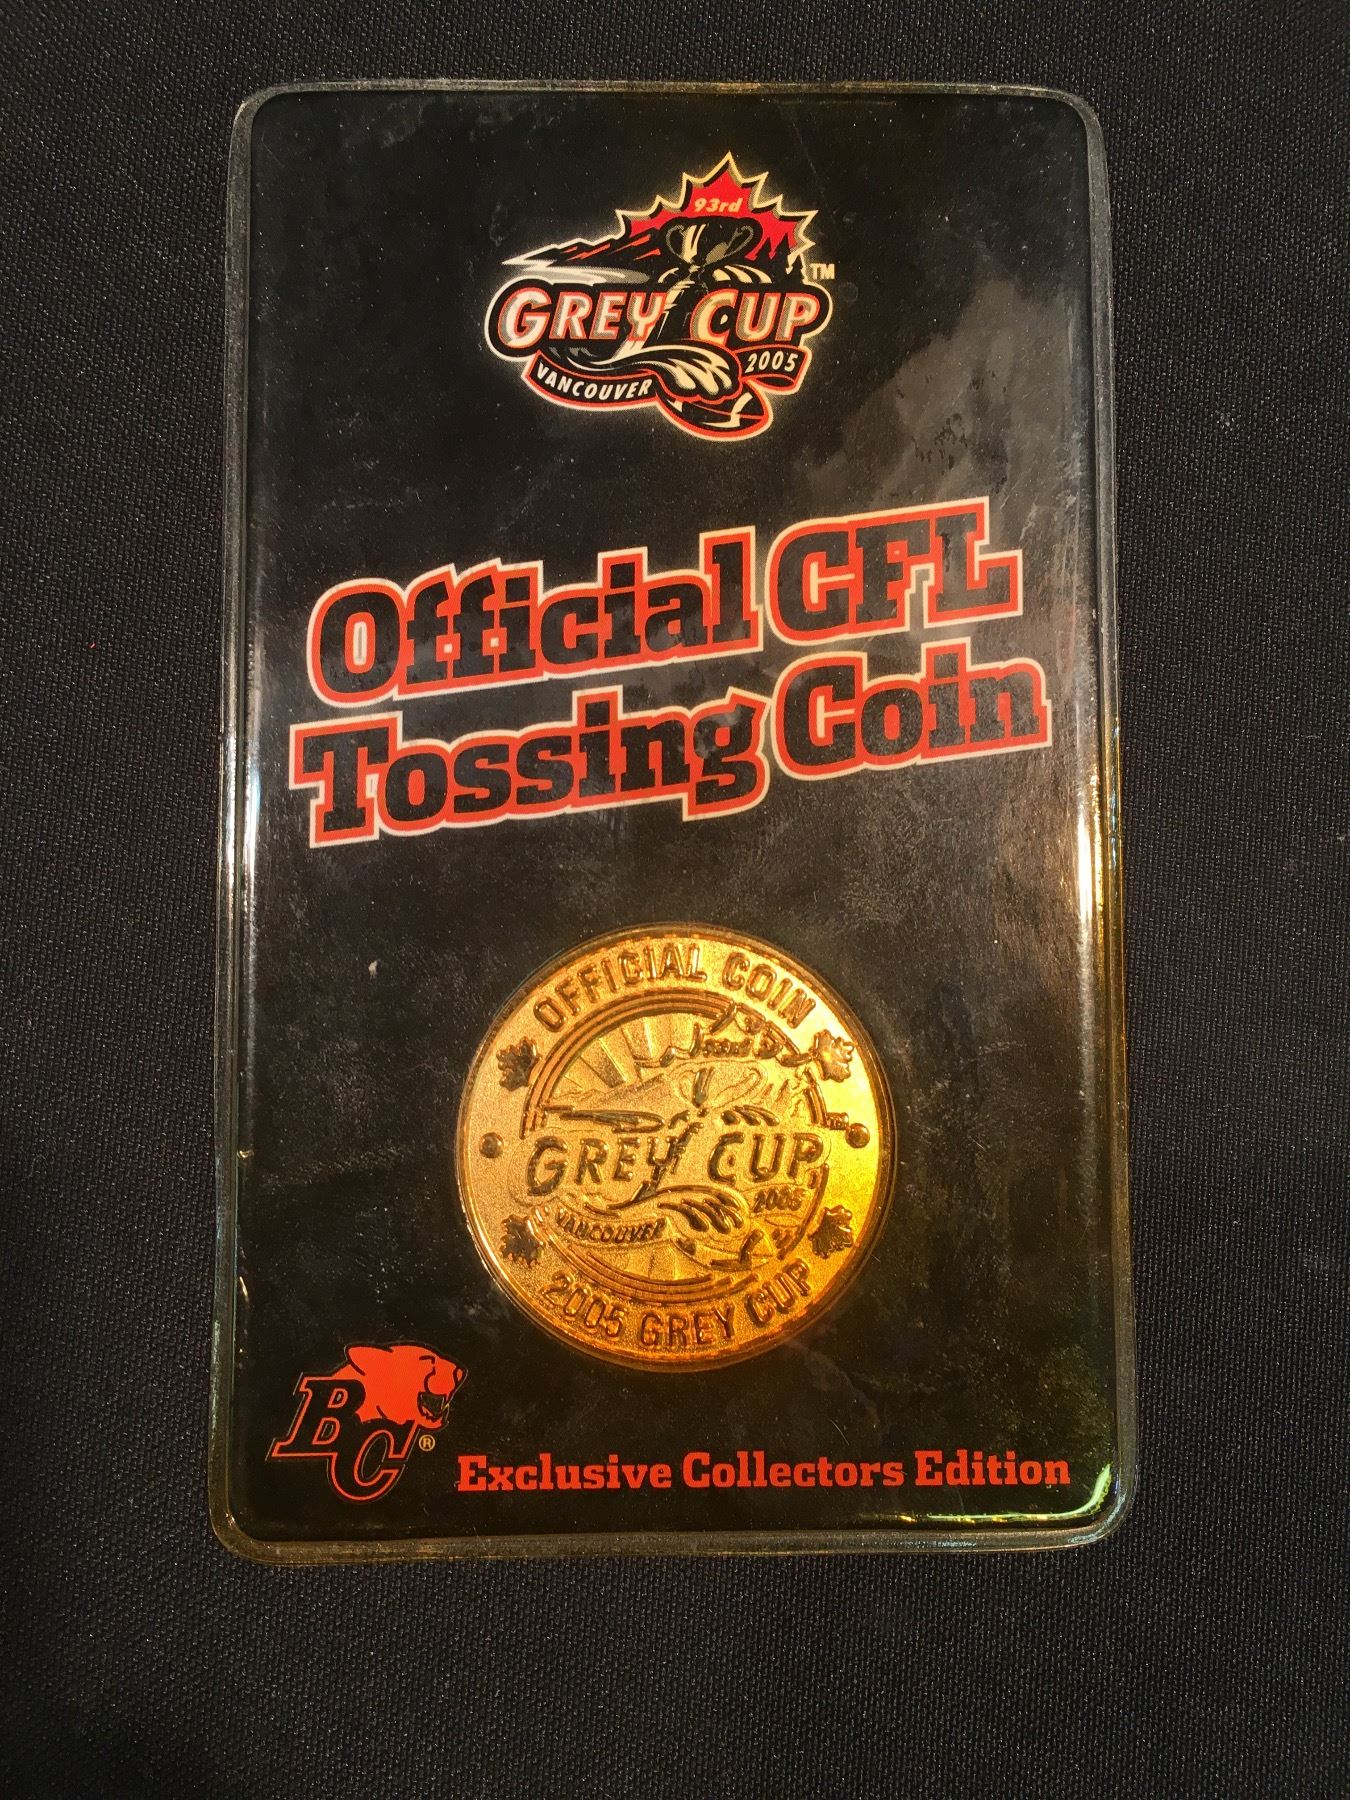 93rd
TM
GREY CUP
VANCOUVER 2005
Official CFL
Tossing Coin
OFFICIAL COIN
GREY CUP
VANCOUVER 2005
2005 GREY CUP
BC ®
Exclusive Collectors Edition